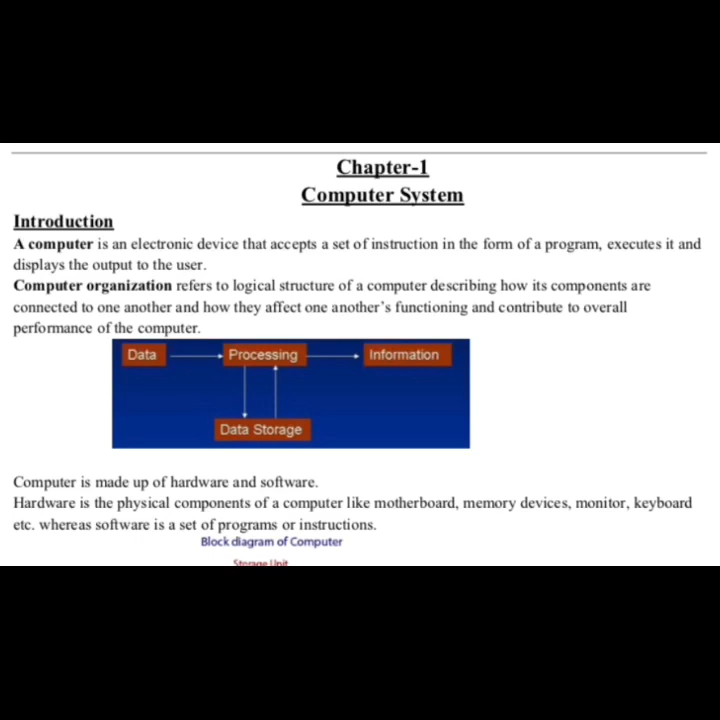 Chapter-1
Computer System
Introduction
A computer is an electronic device that accepts a set of instruction in the form of a program, executes it and
displays the output to the user.
Computer organization refers to logical structure of a computer describing how its components are
connected to one another and how they affect one another's functioning and contribute to overall
performance of the computer.
Data Processing Information
Data Storage
Computer is made up of hardware and software.
Hardware is the physical components of a computer like motherboard, memory devices, monitor, keyboard
etc. whereas software is a set of programs or instructions.
Block diagram of Computer
Storage Unit